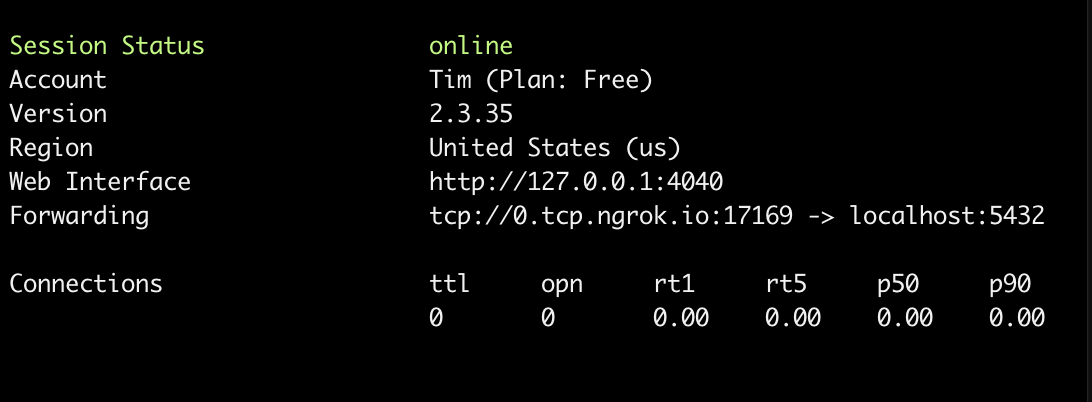 Session Status online
Account Tim (Plan: Free)
Version 2.3.35
Region United States (us)
Web Interface http://127.0.0.1:4040
Forwarding tcp://0.tcp.ngrok.io:17169 -> localhost:5432
Connections ttl opn rt1 rt5 p50 p90
0 0 0.00 0.00 0.00 0.00